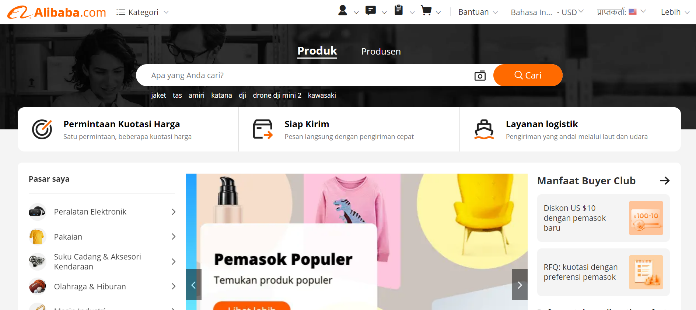 Alibaba.com
Kategori
Bantuan
Bahasa In... - USD
Lebih
Produk
Produsen
Apa yang Anda cari?
Cari
jaket tas amiri katana dji drone dji mini 2 kawasaki
Permintaan Kuotasi Harga
Satu permintaan, beberapa kuotasi harga
Siap Kirim
Pesan langsung dengan pengiriman cepat
Layanan logistik
Pengiriman yang andal melalui laut dan udara
Pasar saya
Peralatan Elektronik
Pakaian
Suku Cadang & Aksesori
Kendaraan
Olahraga & Hiburan
Pemasok Populer
Temukan produk populer
Lihat lebih
Manfaat Buyer Club
Diskon US $10
dengan pemasok
baru
RFQ: kuotasi dengan
preferensi pemasok